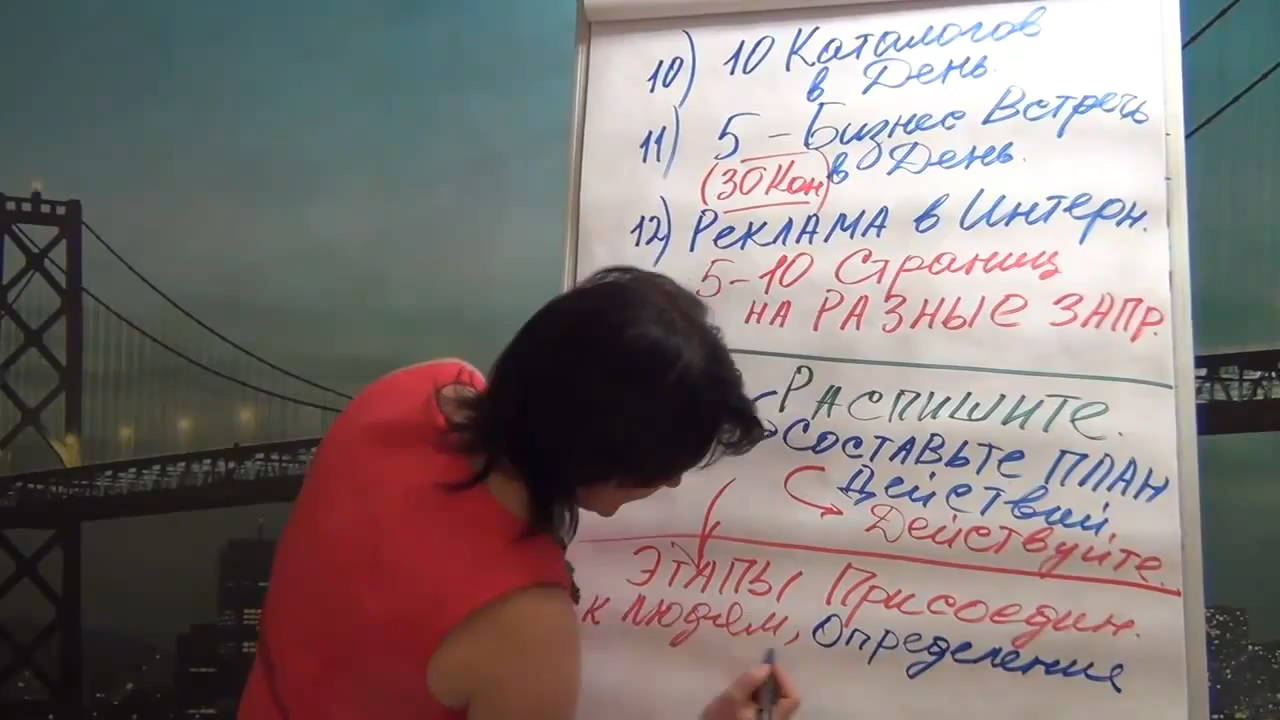 10) 10 Каталогов
в День.
11) 5 - Бизнес Встречь
(30 Кон) в День.
12) Реклама в Интерн.
5-10 Страниц
на разные запр.
Распишите.
Составьте план
Действий,
Действуйте.
Этапы Присоедин.
к людям, Определение